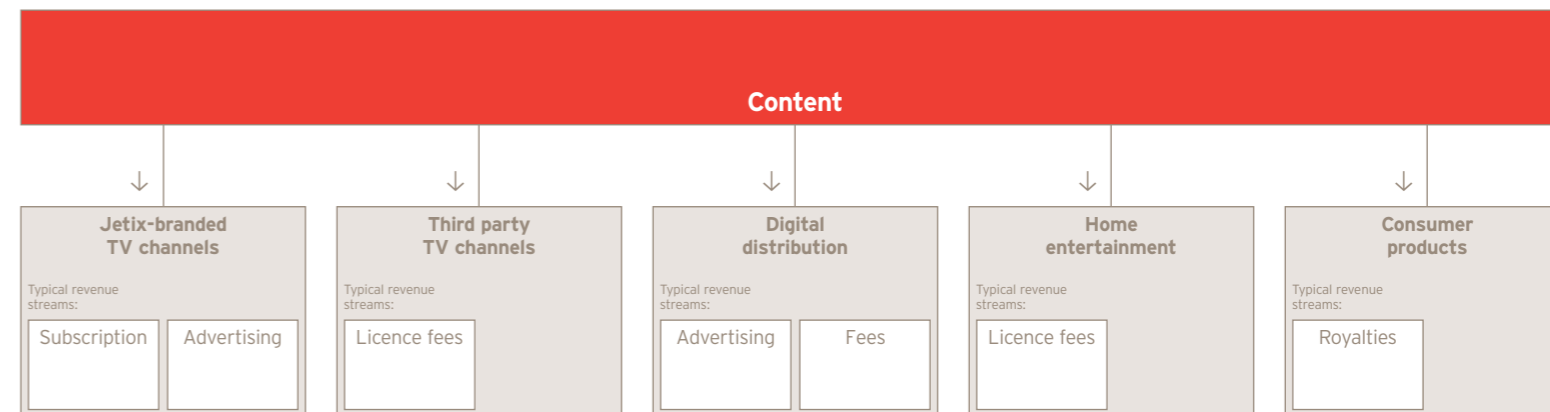 Content
Jetix-branded
TV channels
Typical revenue
streams:
Subscription
Advertising
Third party
TV channels
Typical revenue
streams:
Licence fees
Digital
distribution
Typical revenue
streams:
Advertising
Fees
Home
entertainment
Typical revenue
streams:
Licence fees
Consumer
products
Typical revenue
streams:
Royalties